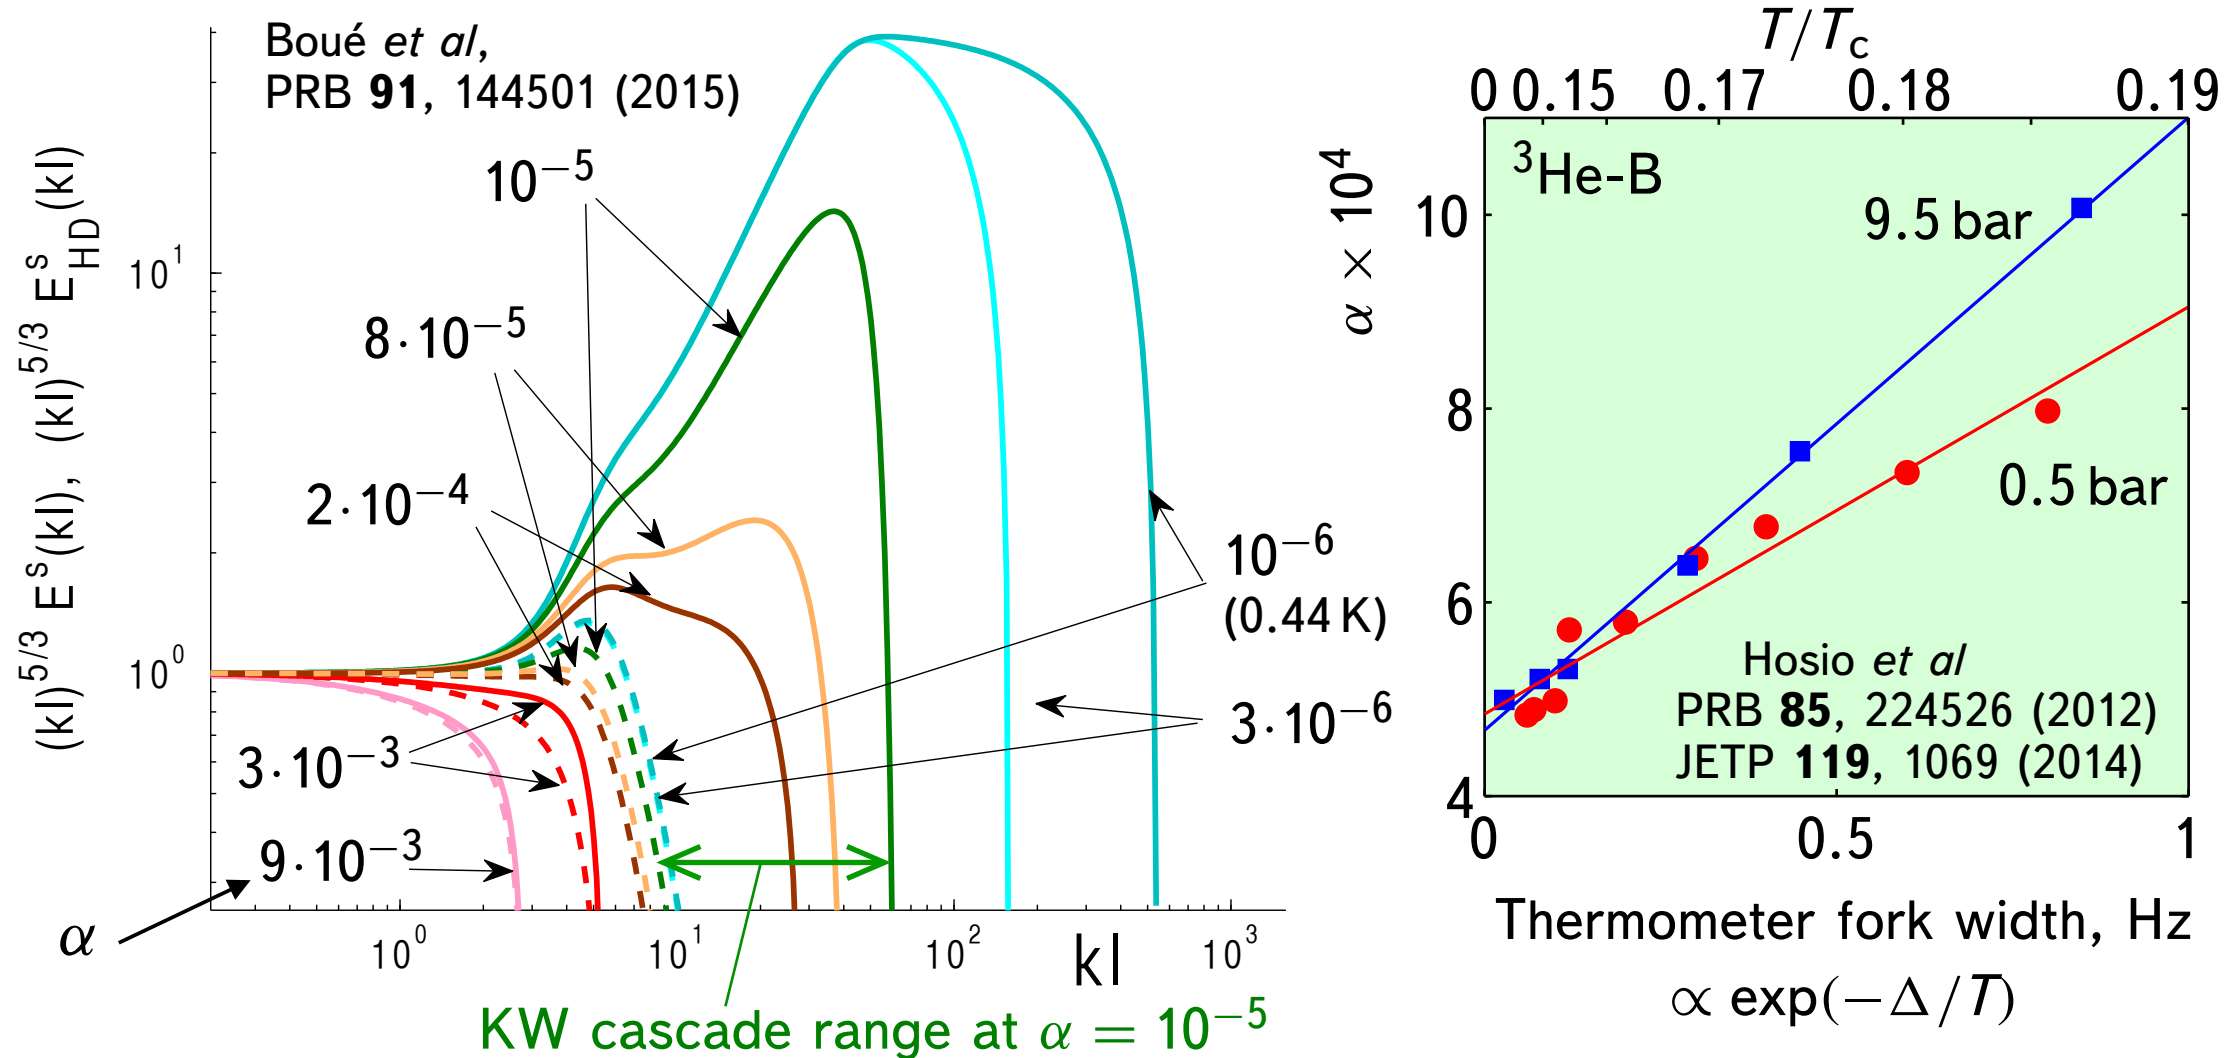 Boué et al,
PRB 91, 144501 (2015)
(kl)^{5/3} E^s(kl), (kl)^{5/3} E^s_{HD}(kl)
10^1
10^0
10^{−5}
8·10^{−5}
2·10^{−4}
3·10^{−3}
9·10^{−3}
α
10^{−6}
(0.44 K)
3·10^{−6}
10^0 10^1 10^2 10^3
kl
KW cascade range at α = 10^{−5}
T/T_c
0 0.15 0.17 0.18 0.19
α × 10^4
10
8
6
4
^3He-B
9.5 bar
0.5 bar
Hosio et al
PRB 85, 224526 (2012)
JETP 119, 1069 (2014)
0 0.5 1
Thermometer fork width, Hz
∝ exp(−Δ/T)